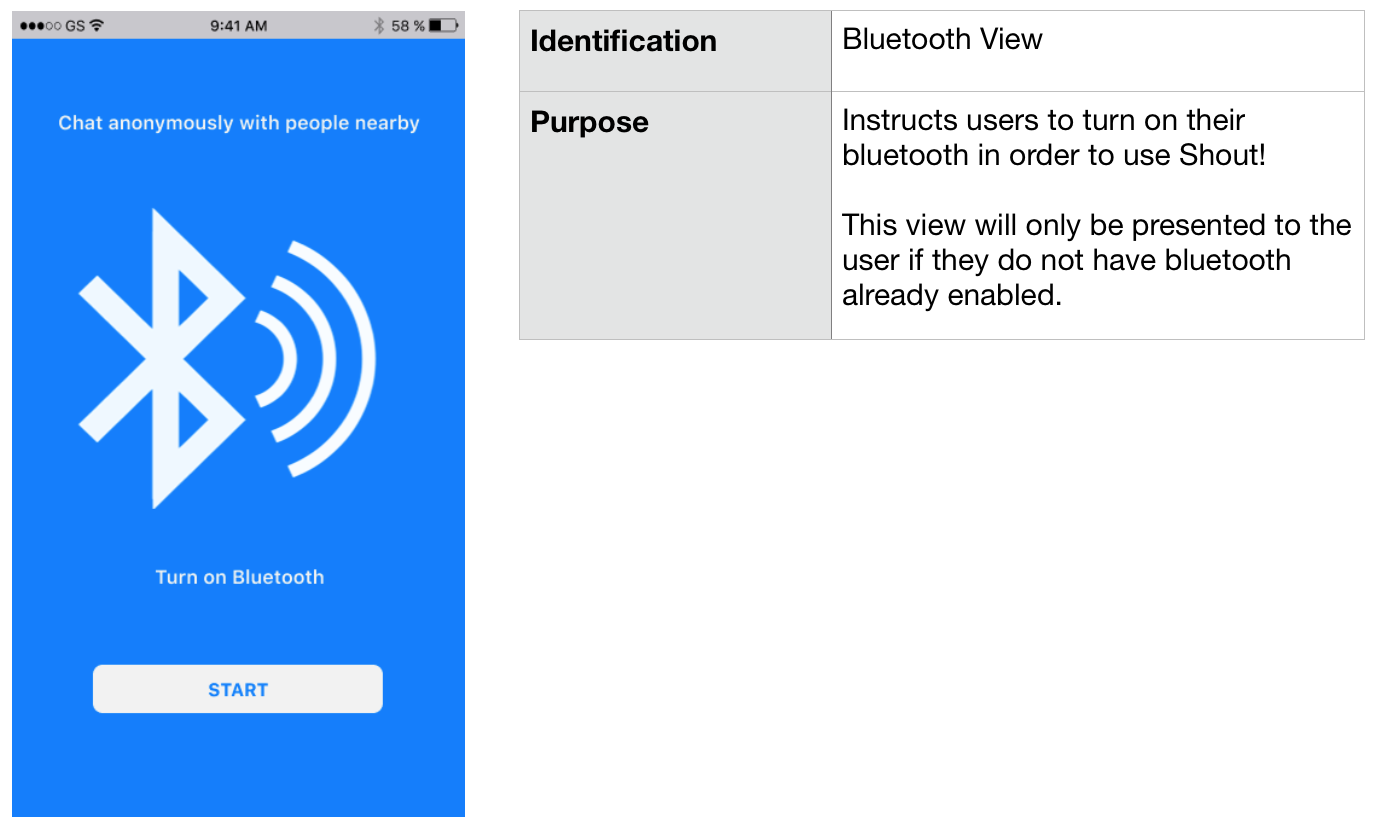 GS 9:41 AM 58 %
Chat anonymously with people nearby
Turn on Bluetooth
START
Identification Bluetooth View
Purpose Instructs users to turn on their
bluetooth in order to use Shout!
This view will only be presented to the
user if they do not have bluetooth
already enabled.